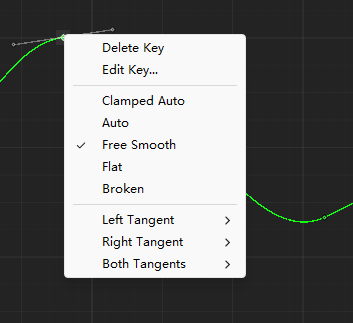 Delete Key
Edit Key...
Clamped Auto
Auto
Free Smooth
Flat
Broken
Left Tangent
Right Tangent
Both Tangents